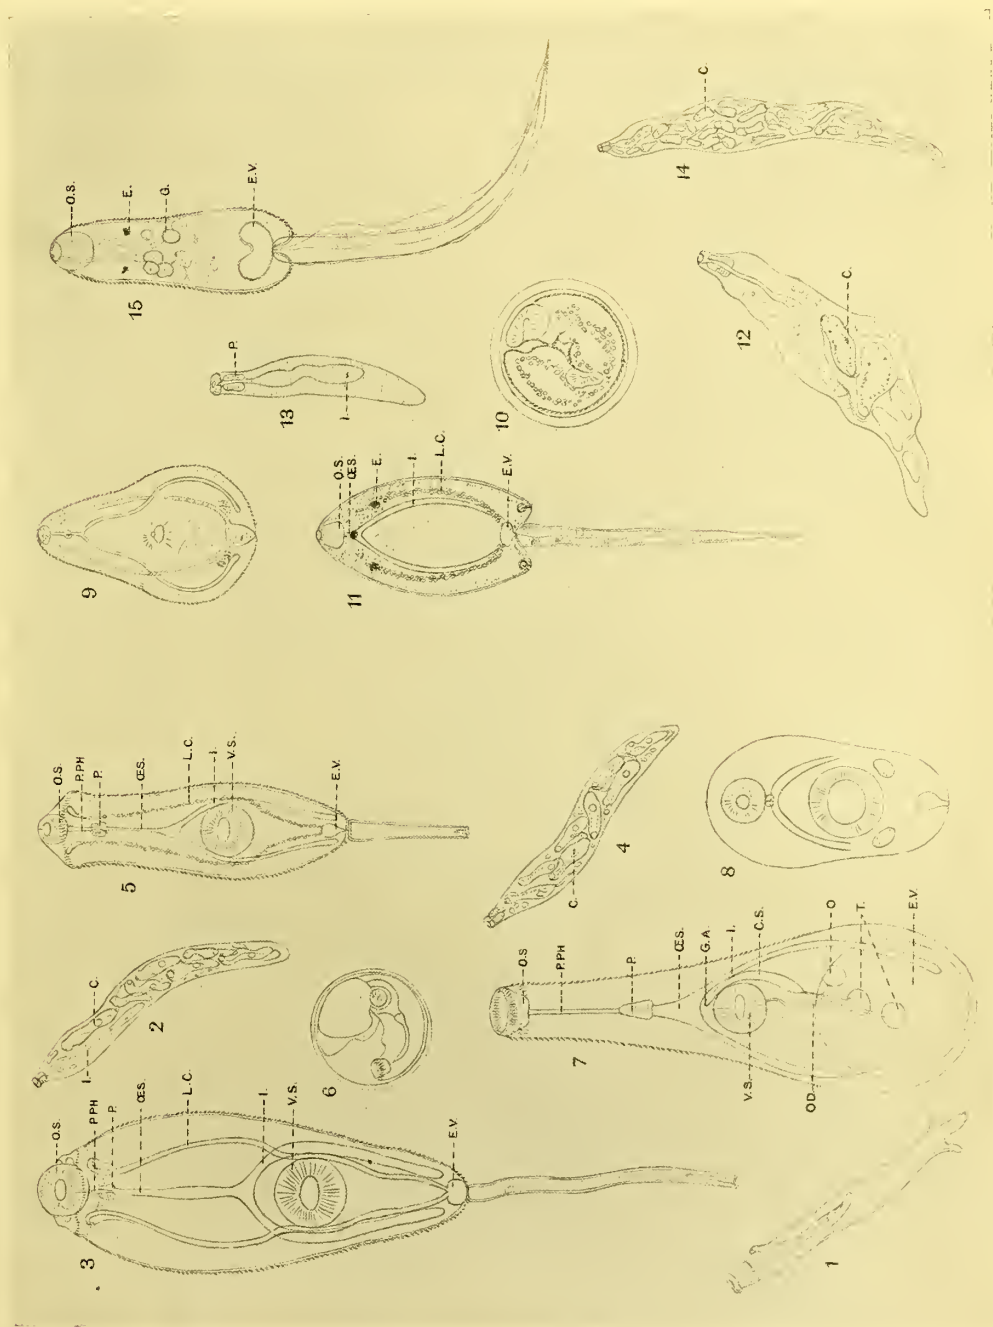 15
O.S.
E.
G.
E.V.
14
C.
13
P.
I.
10
12
C.
9
11
O.S.
ŒS.
E.
I.
L.C.
E.V.
5
O.S.
P.PH
P.
ŒS.
L.C.
I.
V.S.
E.V.
4
C.
8
2
I.
C.
6
7
O.S
P.PH
P.
ŒS.
G.A.
I.
C.S.
O
T.
E.V.
V.S.
OD.
3
O.S.
P.PH
P.
ŒS.
L.C.
I.
V.S.
E.V.
1